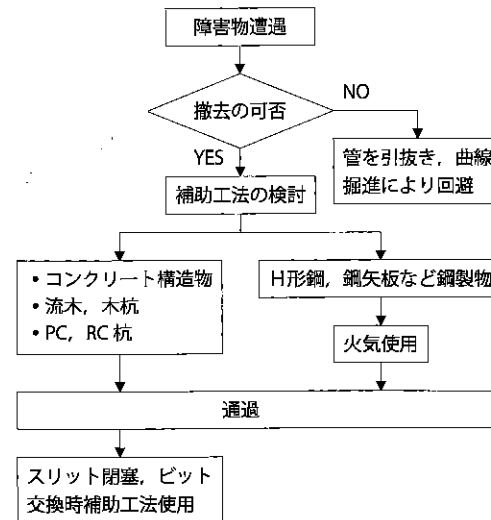 障害物遭遇
撤去の可否
NO
YES
管を引抜き，曲線
掘進により回避
補助工法の検討
• コンクリート構造物
• 流木，木杭
• PC，RC 杭
H形鋼，鋼矢板など鋼製物
火気使用
通過
スリット閉塞，ビット
交換時補助工法使用